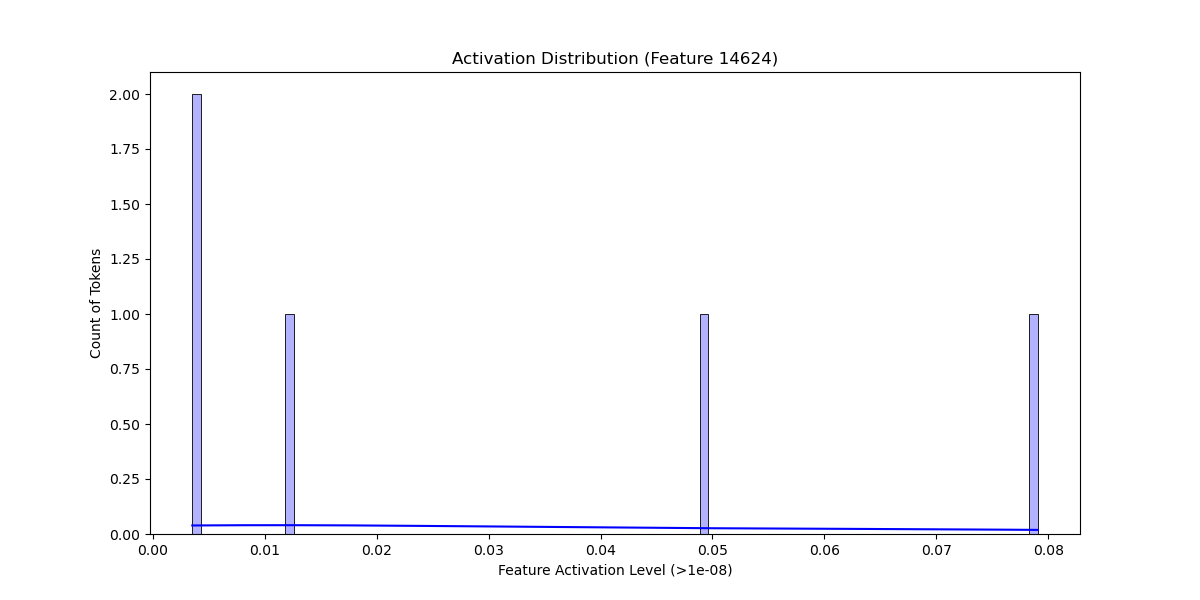 Activation Distribution (Feature 14624)
2.00
1.75
1.50
1.25
1.00
0.75
0.50
0.25
0.00
Count of Tokens
0.00 0.01 0.02 0.03 0.04 0.05 0.06 0.07 0.08
Feature Activation Level (>1e-08)